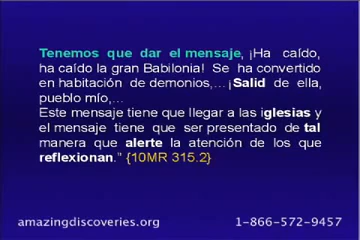 Tenemos que dar el mensaje, ¡Ha caído,
ha caído la gran Babilonia! Se ha convertido
en habitación de demonios,... ¡Salid de ella,
pueblo mío,...
Este mensaje tiene que llegar a las iglesias y
el mensaje tiene que ser presentado de tal
manera que alerte la atención de los que
reflexionan." {10MR 315.2}
amazingdiscoveries.org 1-866-572-9457